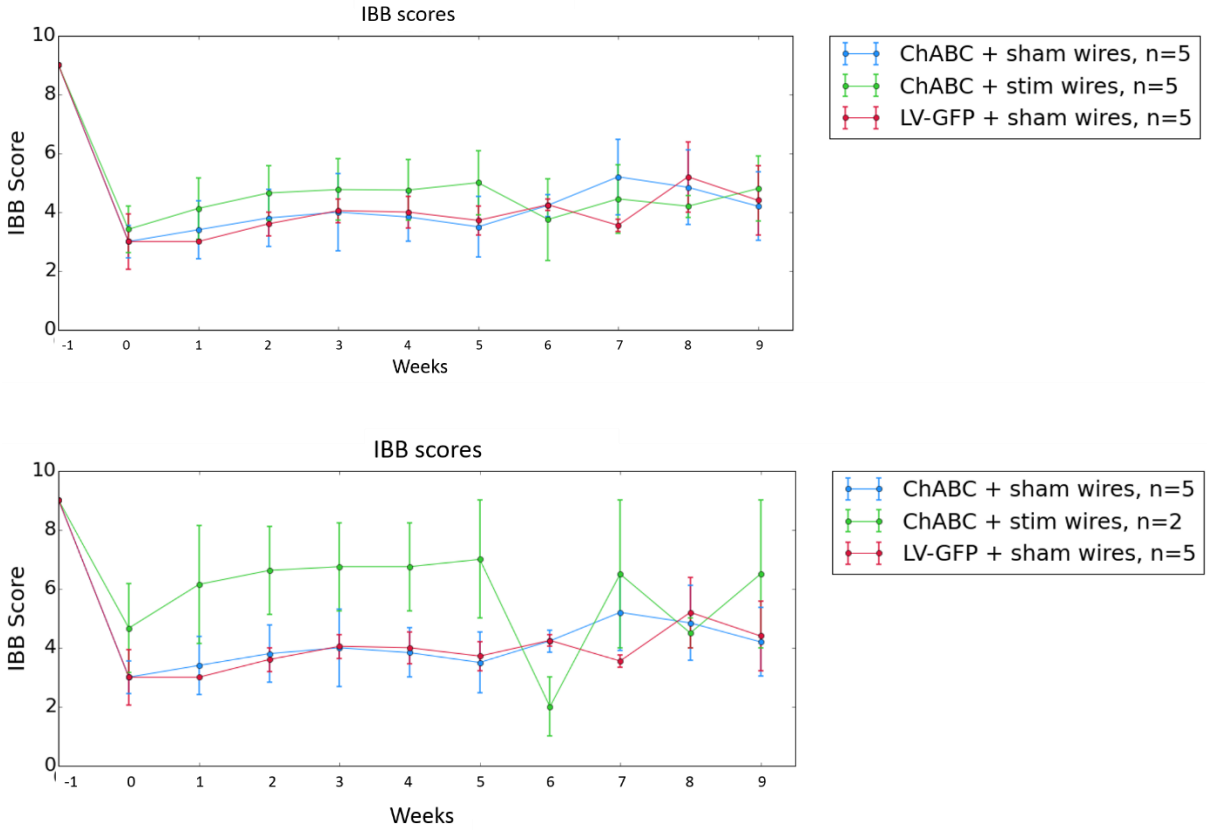 IBB scores
10
8
6
4
2
0
IBB Score
-1 0 1 2 3 4 5 6 7 8 9
Weeks
ChABC + sham wires, n=5
ChABC + stim wires, n=5
LV-GFP + sham wires, n=5
IBB scores
10
8
6
4
2
0
IBB Score
-1 0 1 2 3 4 5 6 7 8 9
Weeks
ChABC + sham wires, n=5
ChABC + stim wires, n=2
LV-GFP + sham wires, n=5